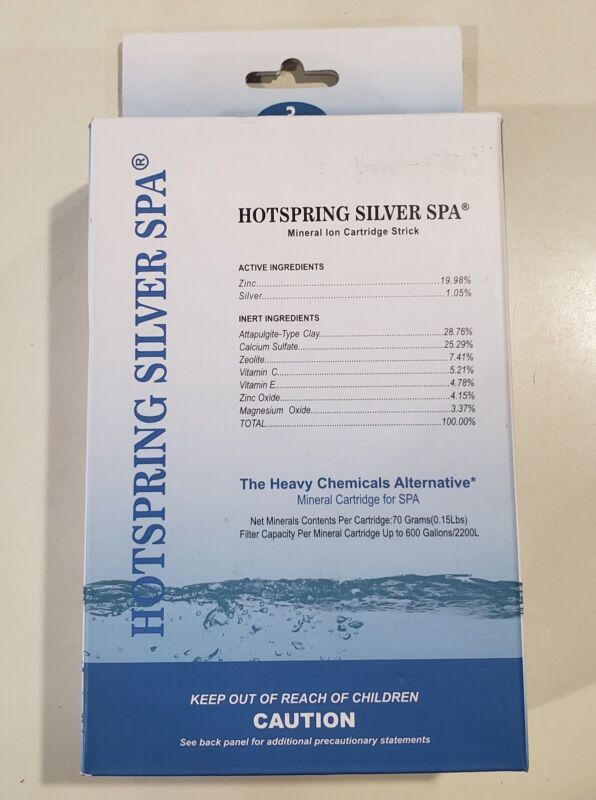 3
HOTSPRING SILVER SPA®
HOTSPRING SILVER SPA®
Mineral Ion Cartridge Strick
ACTIVE INGREDIENTS
Zinc..........19.98%
Silver..........1.05%
INERT INGREDIENTS
Attapulgite-Type Clay..........28.76%
Calcium Sulfate..........25.29%
Zeolite..........7.41%
Vitamin C..........5.21%
Vitamin E..........4.78%
Zinc Oxide..........4.15%
Magnesium Oxide..........3.37%
TOTAL..........100.00%
The Heavy Chemicals Alternative*
Mineral Cartridge for SPA
Net Minerals Contents Per Cartridge:70 Grams(0.15Lbs)
Filter Capacity Per Mineral Cartridge Up to 600 Gallons/2200L
KEEP OUT OF REACH OF CHILDREN
CAUTION
See back panel for additional precautionary statements